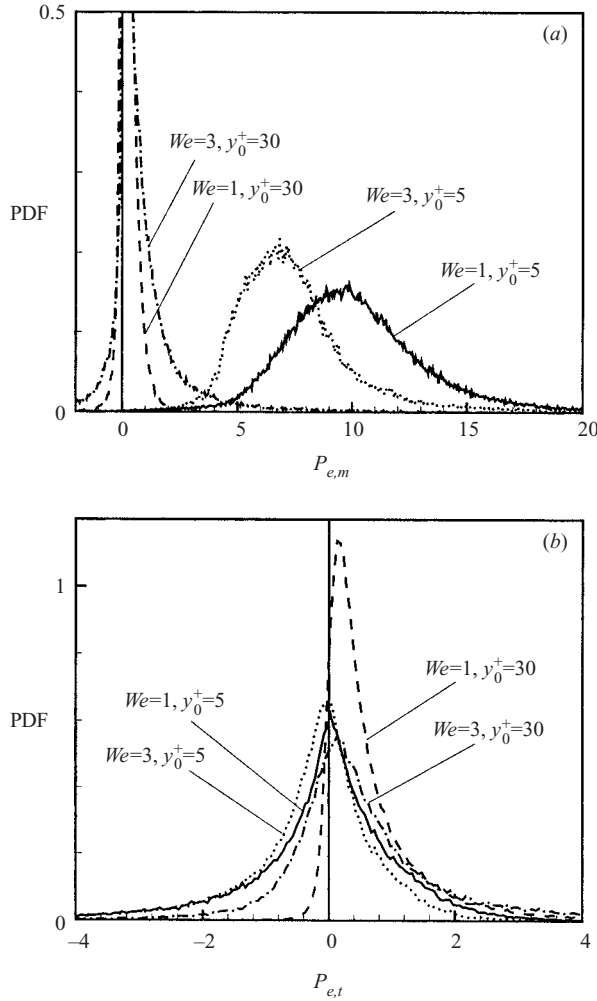 0.5
(a)
We=3, y₀⁺=30
We=1, y₀⁺=30
We=3, y₀⁺=5
PDF
We=1, y₀⁺=5
0
0 5 10 15 20
Pe,m
(b)
1
We=1, y₀⁺=30
We=1, y₀⁺=5
PDF
We=3, y₀⁺=30
We=3, y₀⁺=5
0
−4 −2 0 2 4
Pe,t